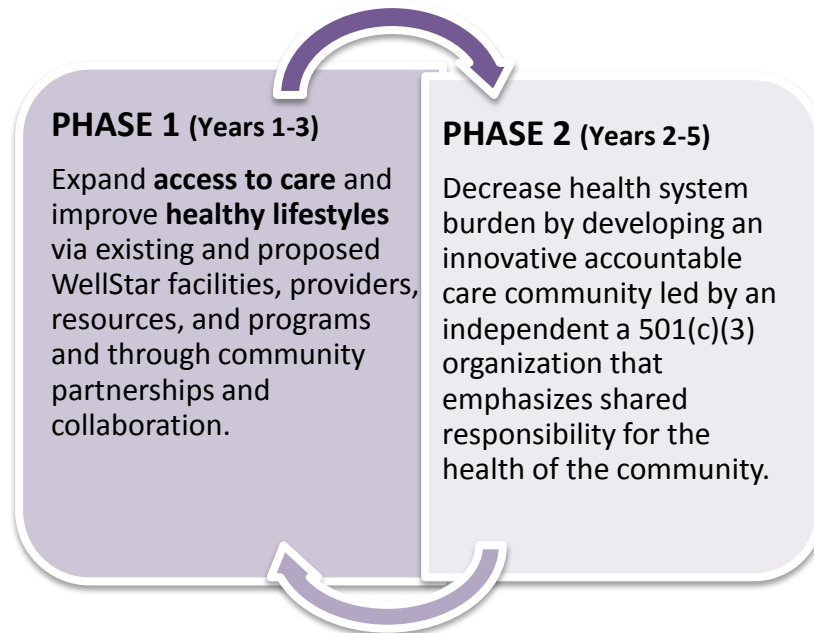 PHASE 1 (Years 1-3)
Expand access to care and
improve healthy lifestyles
via existing and proposed
WellStar facilities, providers,
resources, and programs
and through community
partnerships and
collaboration.
PHASE 2 (Years 2-5)
Decrease health system
burden by developing an
innovative accountable
care community led by an
independent a 501(c)(3)
organization that
emphasizes shared
responsibility for the
health of the community.